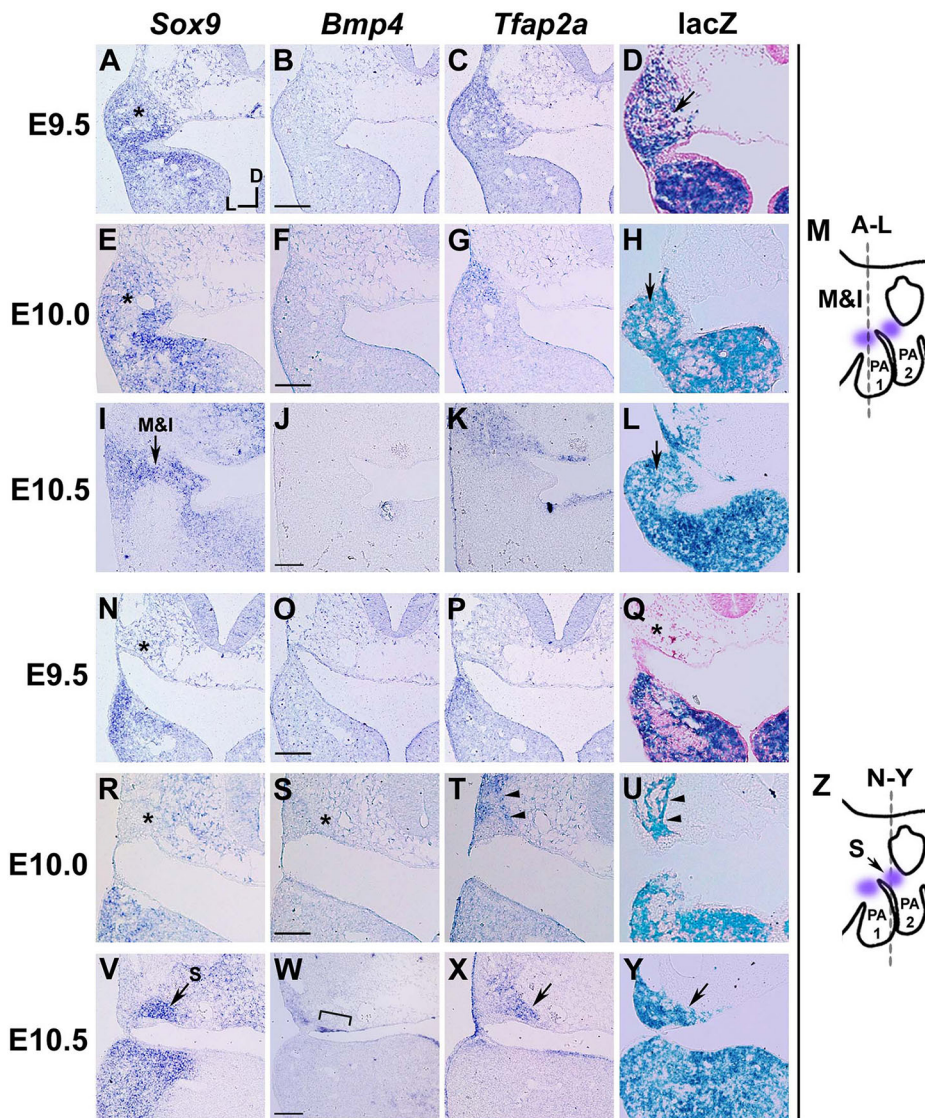 Sox9 Bmp4 Tfap2a lacZ
A B C D
E9.5 *
D
L
E F G H M A-L
E10.0 * M&I
PA PA
1 2
I J K L
M&I
E10.5
N O P Q
E9.5 * *
R S T U Z N-Y
E10.0 * * S
PA PA
1 2
V W X Y
S
E10.5